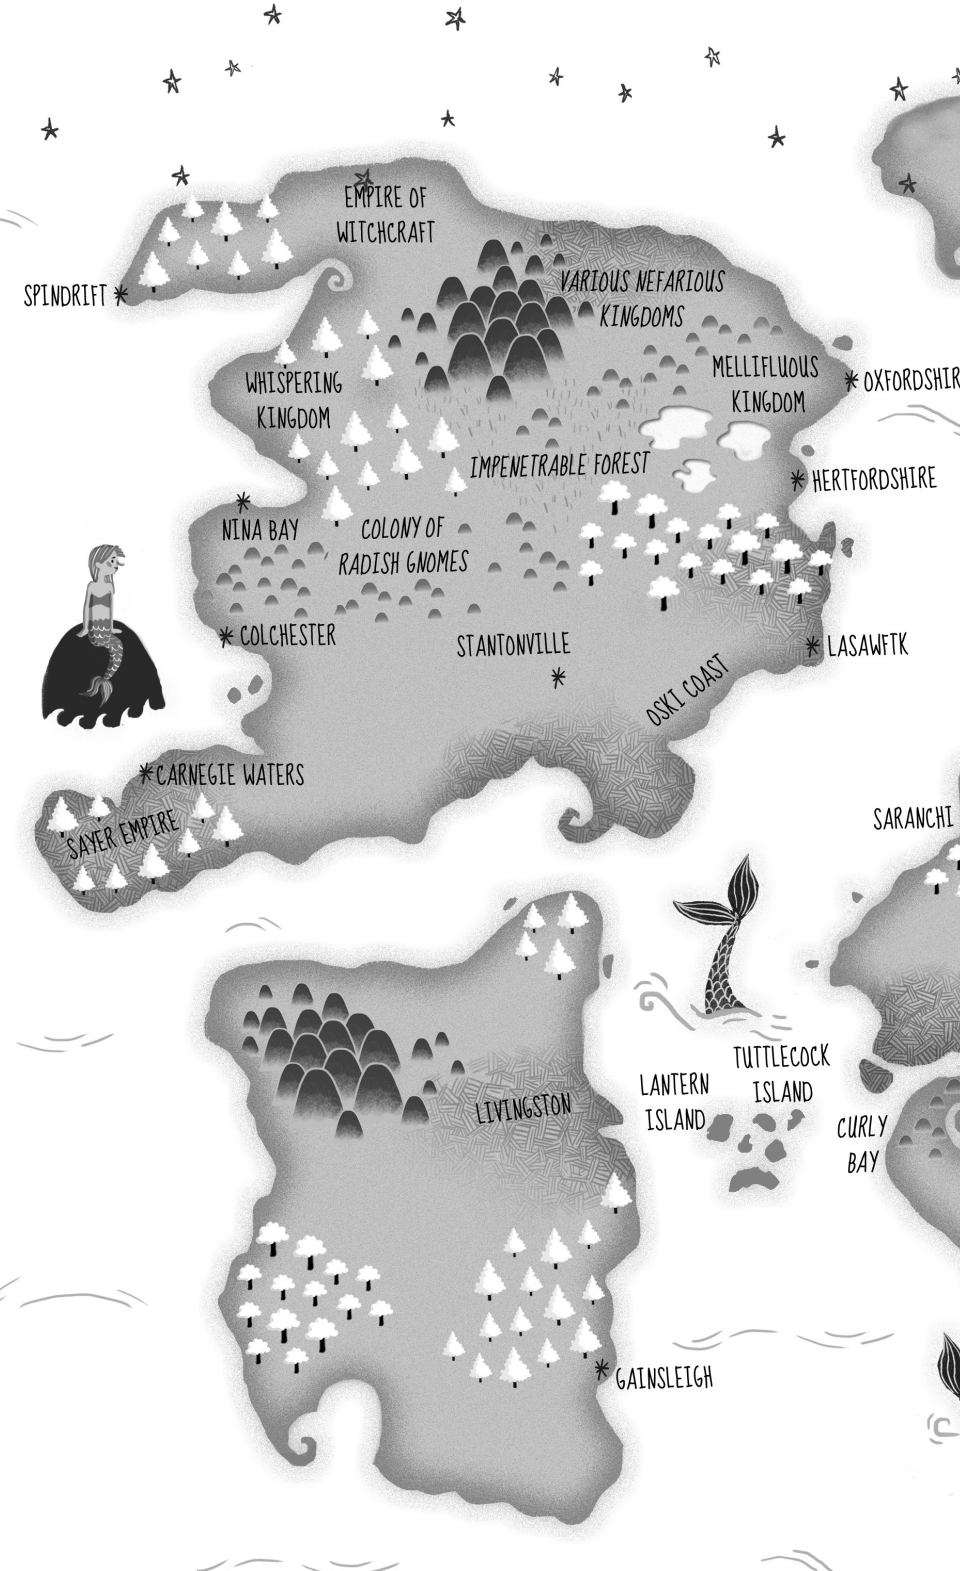 EMPIRE OF
WITCHCRAFT
SPINDRIFT
VARIOUS NEFARIOUS
KINGDOMS
WHISPERING
KINGDOM
MELLIFLUOUS
KINGDOM
OXFORDSHIR
IMPENETRABLE FOREST
HERTFORDSHIRE
NINA BAY
COLONY OF
RADISH GNOMES
COLCHESTER
STANTONVILLE
LASAWFTK
OSKI COAST
CARNEGIE WATERS
SAYER EMPIRE
SARANCHI
LIVINGSTON
LANTERN
ISLAND
TUTTLECOCK
ISLAND
CURLY
BAY
GAINSLEIGH